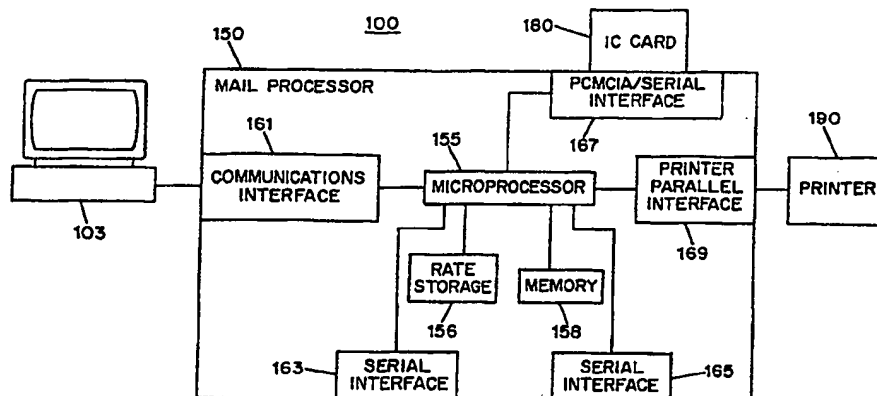 100
180
IC CARD
150
MAIL PROCESSOR
PCMCIA/SERIAL
INTERFACE
161
155
167
190
COMMUNICATIONS
INTERFACE
MICROPROCESSOR
PRINTER
PARALLEL
INTERFACE
PRINTER
103
169
RATE
STORAGE
MEMORY
156
158
163
SERIAL
INTERFACE
SERIAL
INTERFACE
165